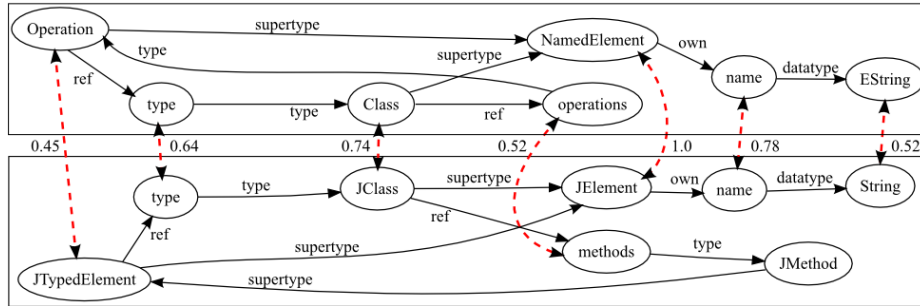 Operation
supertype
NamedElement
own
type
supertype
ref
name
datatype
EString
type
type
Class
ref
operations
0.45
0.64
0.74
0.52
1.0
0.78
0.52
type
type
JClass
supertype
JElement
own
name
datatype
String
ref
ref
supertype
methods
type
JMethod
JTypedElement
supertype